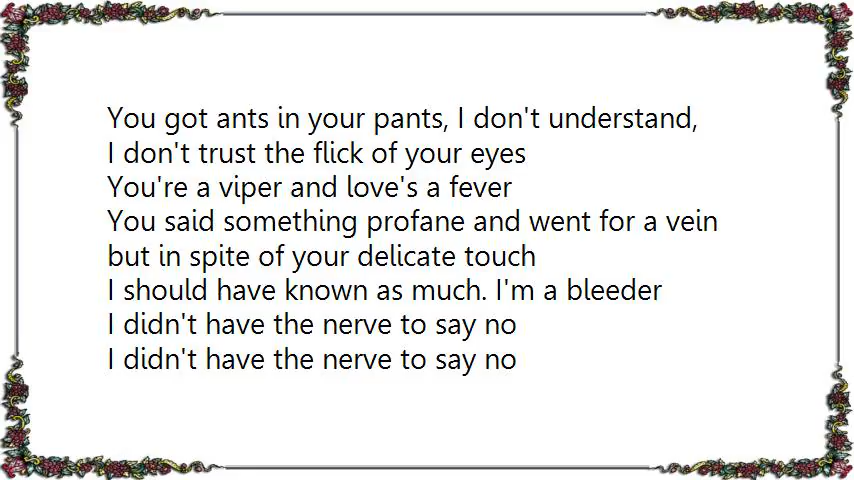 You got ants in your pants, I don't understand,
I don't trust the flick of your eyes
You're a viper and love's a fever
You said something profane and went for a vein
but in spite of your delicate touch
I should have known as much. I'm a bleeder
I didn't have the nerve to say no
I didn't have the nerve to say no